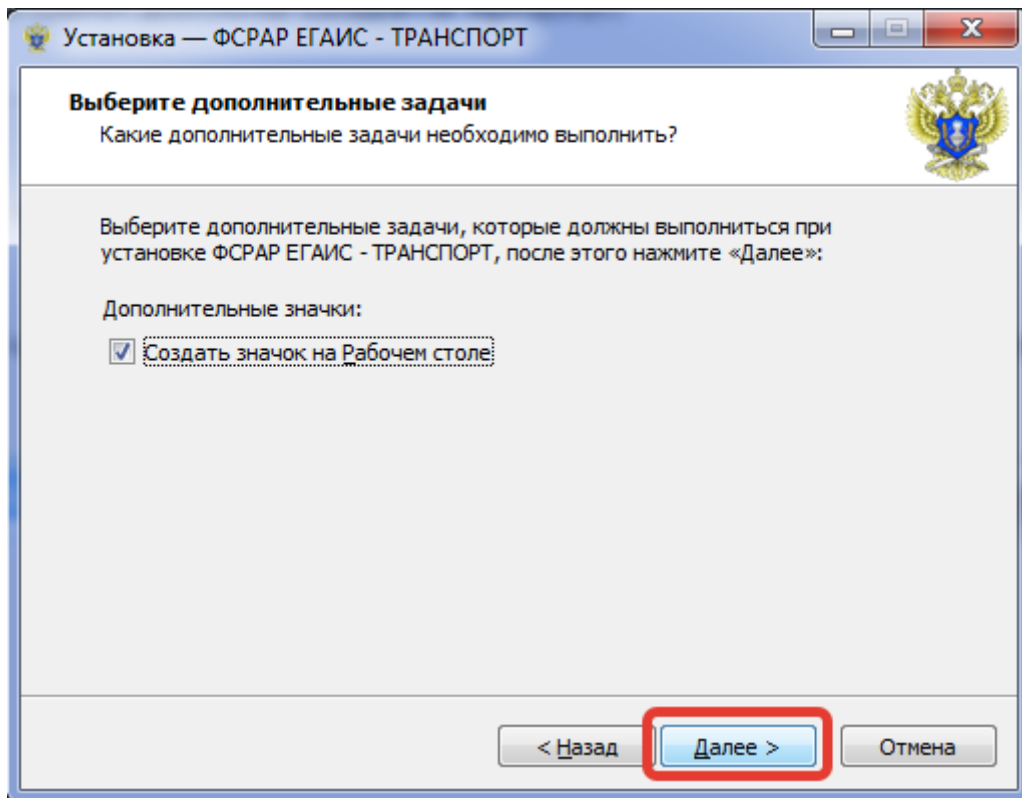 Установка — ФСРАР ЕГАИС - ТРАНСПОРТ
Выберите дополнительные задачи
Какие дополнительные задачи необходимо выполнить?
Выберите дополнительные задачи, которые должны выполниться при
установке ФСРАР ЕГАИС - ТРАНСПОРТ, после этого нажмите «Далее»:
Дополнительные значки:
Создать значок на Рабочем столе
< Назад Далее > Отмена